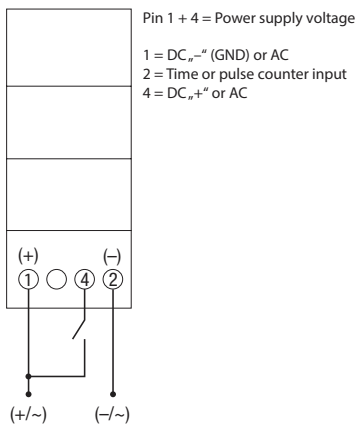 Pin 1 + 4 = Power supply voltage
1 = DC „–“ (GND) or AC
2 = Time or pulse counter input
4 = DC „+“ or AC
(+) (–)
1 4 2
(+/~) (–/~)